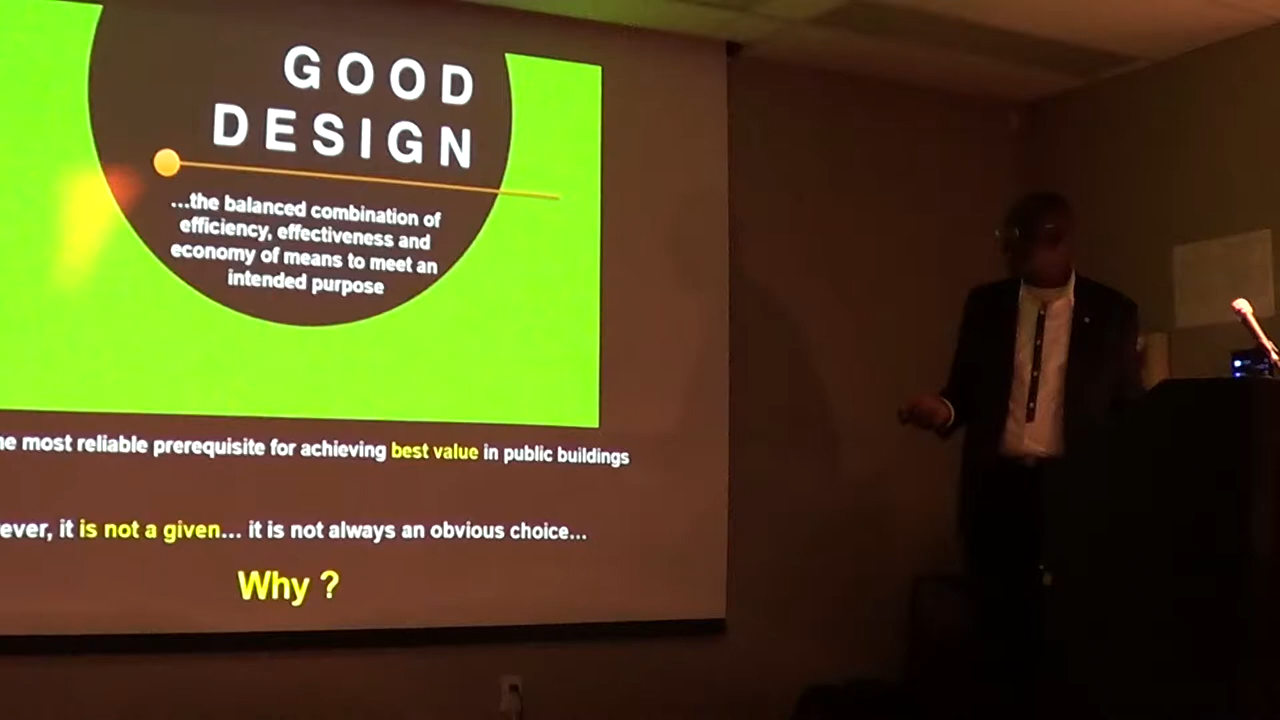 GOOD
DESIGN
...the balanced combination of
efficiency, effectiveness and
economy of means to meet an
intended purpose
most reliable prerequisite for achieving best value in public buildings
it is not a given... it is not always an obvious choice...
Why ?